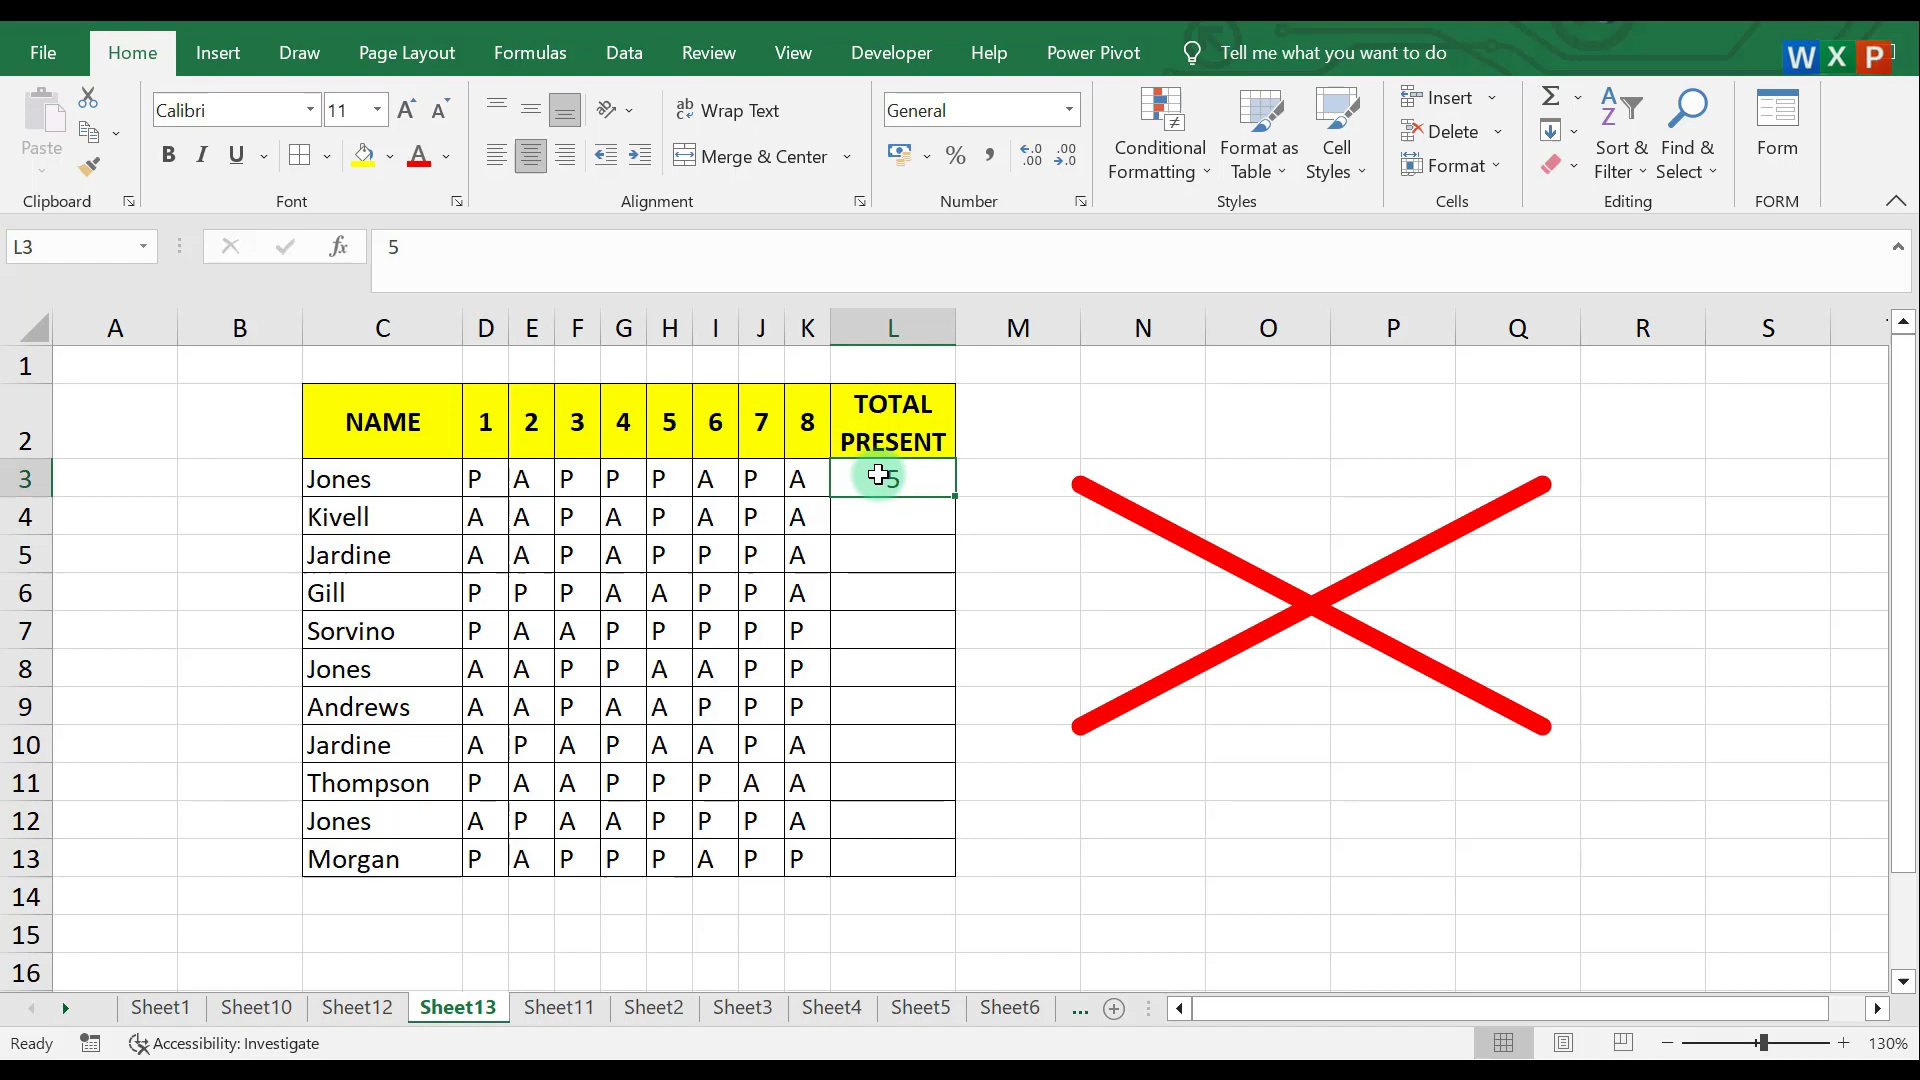 File Home Insert Draw Page Layout Formulas Data Review View Developer Help Power Pivot Tell me what you want to do W X P
Paste
Calibri 11
B I U
ab Wrap Text
Merge & Center
General
% , .00 .0
Conditional Formatting
Format as Table
Cell Styles
Insert
Delete
Format
Sort & Filter
Find & Select
Form
Clipboard Font Alignment Number Styles Cells Editing FORM
L3 fx 5
A B C D E F G H I J K L M N O P Q R S
1
2 NAME 1 2 3 4 5 6 7 8 TOTAL PRESENT
3 Jones P A P P P A P A 5
4 Kivell A A P A P A P A
5 Jardine A A P A P P P A
6 Gill P P P A A P P A
7 Sorvino P A A P P P P P
8 Jones A A P P A A P P
9 Andrews A A P A A P P P
10 Jardine A P A P A A P A
11 Thompson P A A P P P A A
12 Jones A P A A P P P A
13 Morgan P A P P P A P P
14
15
16
Sheet1 Sheet10 Sheet12 Sheet13 Sheet11 Sheet2 Sheet3 Sheet4 Sheet5 Sheet6 ...
Ready Accessibility: Investigate 130%